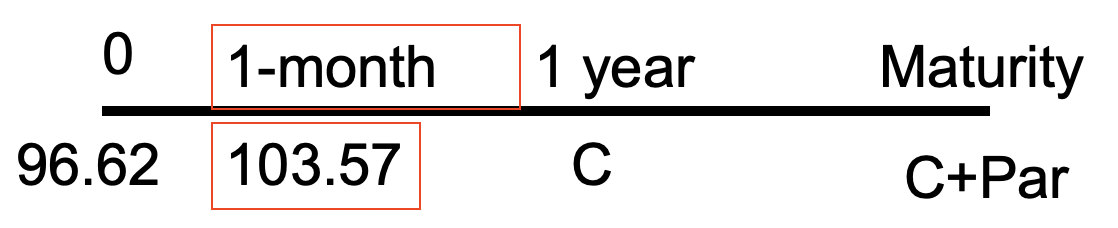 0 1-month 1 year Maturity
96.62 103.57 C C+Par